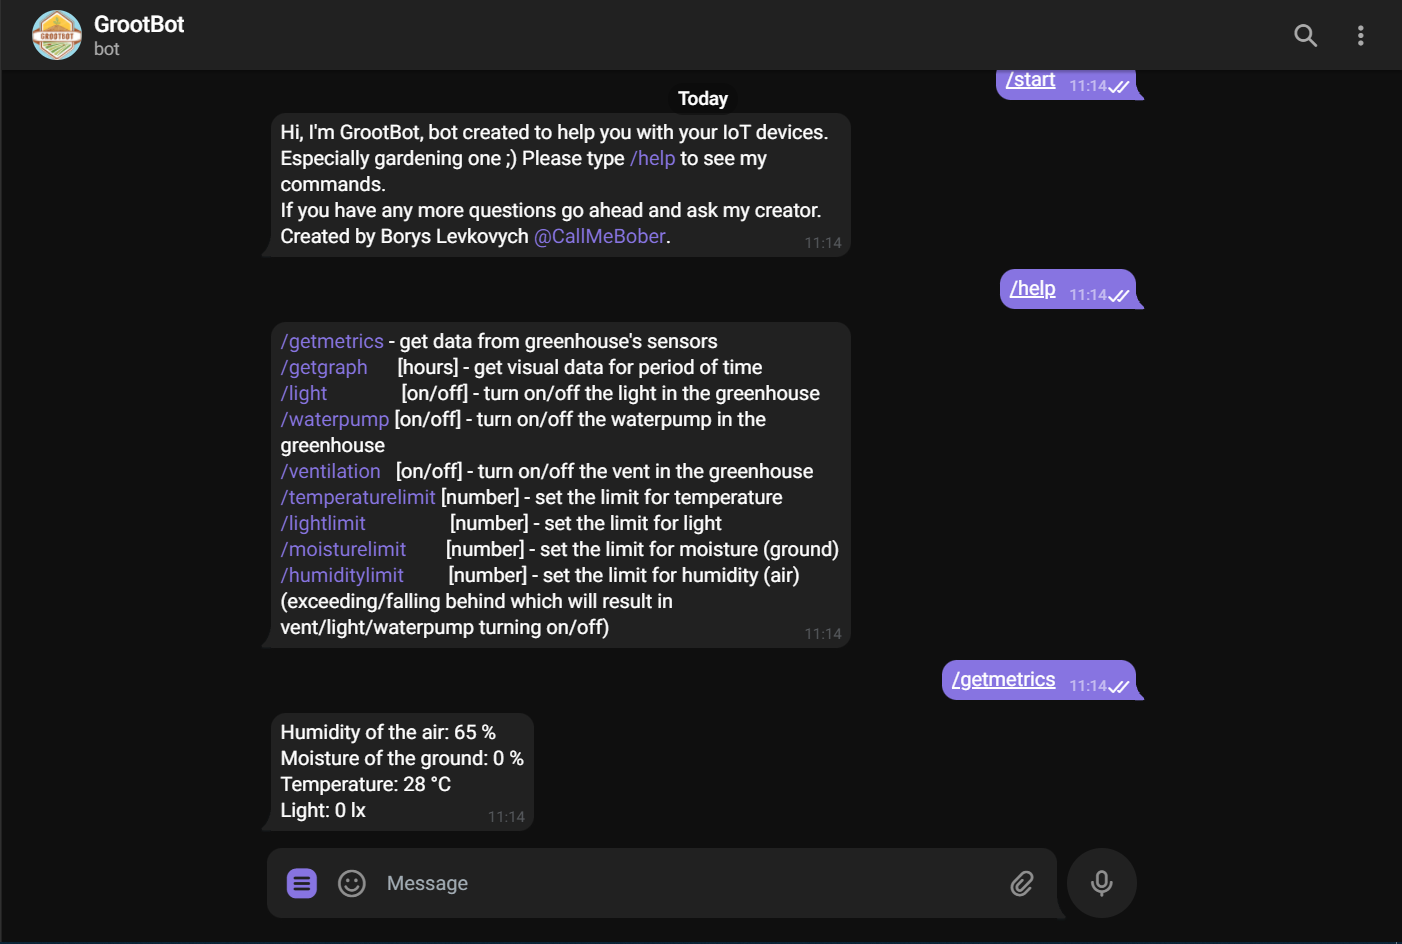 GrootBot
bot
GROOTBOT
/start 11:14
Today
Hi, I'm GrootBot, bot created to help you with your IoT devices.
Especially gardening one ;) Please type /help to see my
commands.
If you have any more questions go ahead and ask my creator.
Created by Borys Levkovych @CallMeBober.
11:14
/help 11:14
/getmetrics - get data from greenhouse's sensors
/getgraph [hours] - get visual data for period of time
/light [on/off] - turn on/off the light in the greenhouse
/waterpump [on/off] - turn on/off the waterpump in the
greenhouse
/ventilation [on/off] - turn on/off the vent in the greenhouse
/temperaturelimit [number] - set the limit for temperature
/lightlimit [number] - set the limit for light
/moisturelimit [number] - set the limit for moisture (ground)
/humiditylimit [number] - set the limit for humidity (air)
(exceeding/falling behind which will result in
vent/light/waterpump turning on/off)
11:14
/getmetrics 11:14
Humidity of the air: 65 %
Moisture of the ground: 0 %
Temperature: 28 °C
Light: 0 lx
11:14
Message